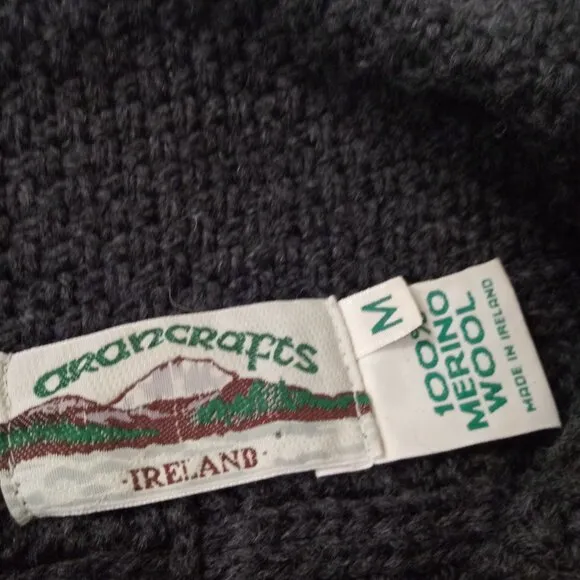 arancrafts
·IRELAND·
M
100%
MERINO
WOOL
MADE IN IRELAND